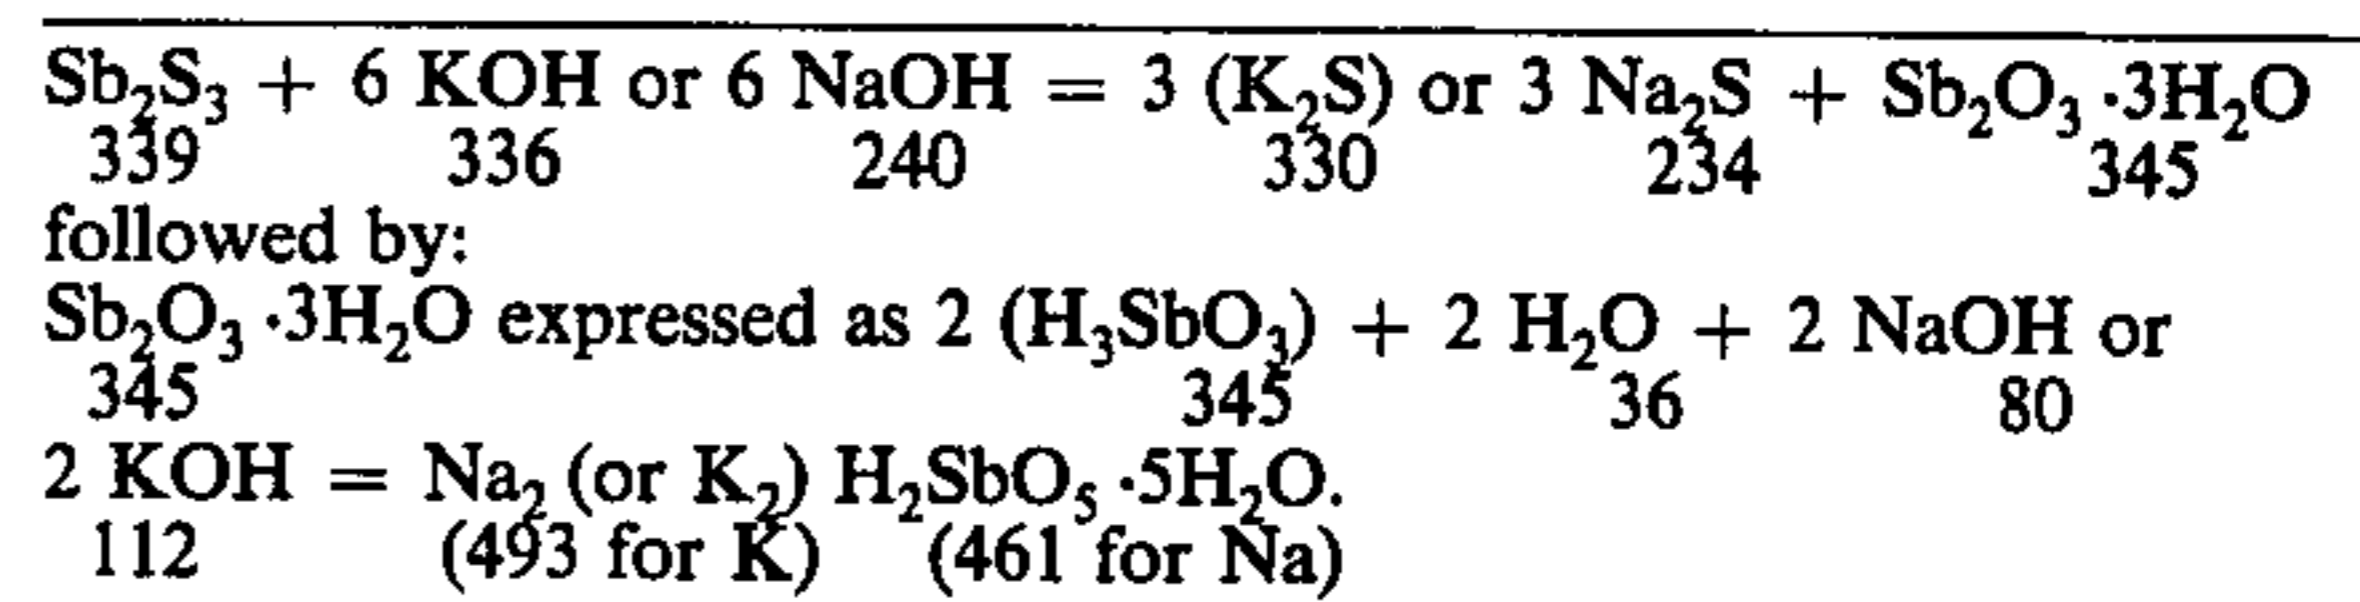 Sb₂S₃ + 6 KOH or 6 NaOH = 3 (K₂S) or 3 Na₂S + Sb₂O₃·3H₂O
339 336 240 330 234 345
followed by:
Sb₂O₃·3H₂O expressed as 2 (H₃SbO₃) + 2 H₂O + 2 NaOH or
345 345 36 80
2 KOH = Na₂ (or K₂) H₂SbO₅·5H₂O.
112 (493 for K) (461 for Na)